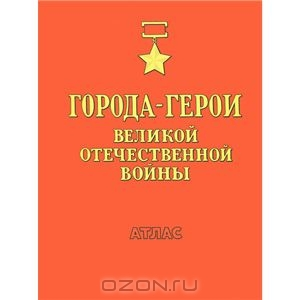 ГОРОДА-ГЕРОИ
ВЕЛИКОЙ
ОТЕЧЕСТВЕННОЙ
ВОЙНЫ
АТЛАС
OZON.ru